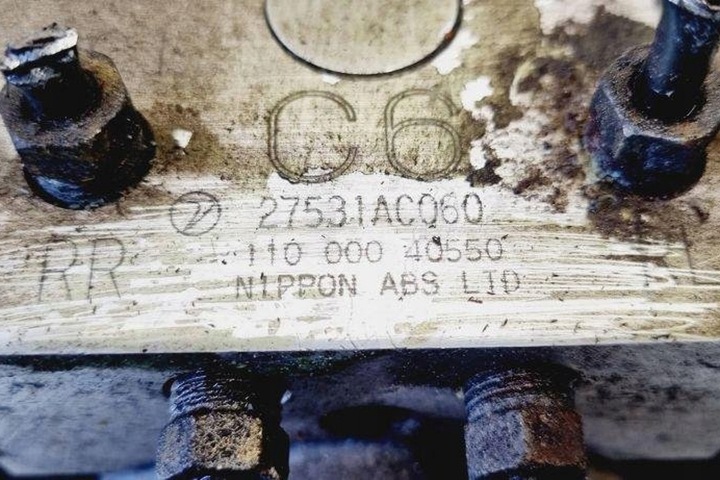 C6
27531AC060
110 000 40550
RR
NIPPON ABS LTD